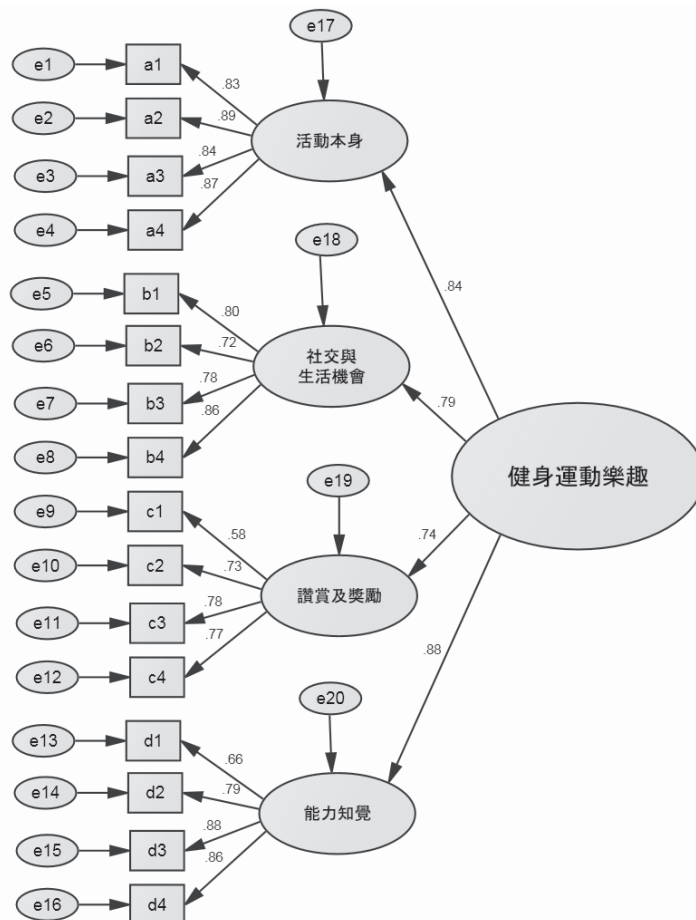 e17
e1
a1
.83
e2
a2
.89
活動本身
e3
a3
.84
.87
e4
a4
e18
e5
b1
.80
.84
e6
b2
.72
社交與
生活機會
.79
e7
b3
.78
.86
e8
b4
健身運動樂趣
e19
e9
c1
.58
.74
e10
c2
.73
讚賞及獎勵
e11
c3
.78
.77
e12
c4
.88
e20
e13
d1
.66
e14
d2
.79
能力知覺
e15
d3
.88
.86
e16
d4